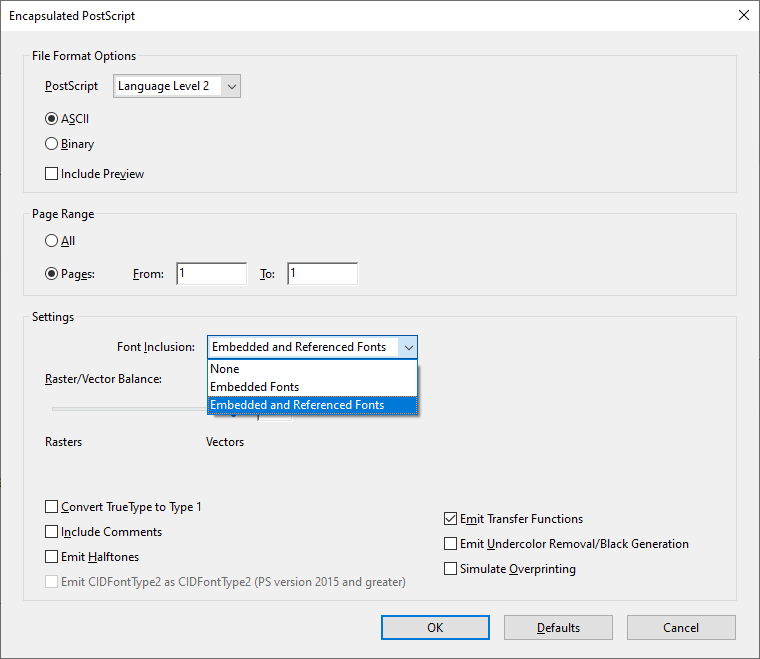 Encapsulated PostScript
File Format Options
PostScript Language Level 2
ASCII
Binary
Include Preview
Page Range
All
Pages: From: 1 To: 1
Settings
Font Inclusion: Embedded and Referenced Fonts
None
Raster/Vector Balance:
Embedded Fonts
Embedded and Referenced Fonts
Rasters Vectors
Convert TrueType to Type 1
Include Comments
Emit Halftones
Emit CIDFontType2 as CIDFontType2 (PS version 2015 and greater)
Emit Transfer Functions
Emit Undercolor Removal/Black Generation
Simulate Overprinting
OK Defaults Cancel